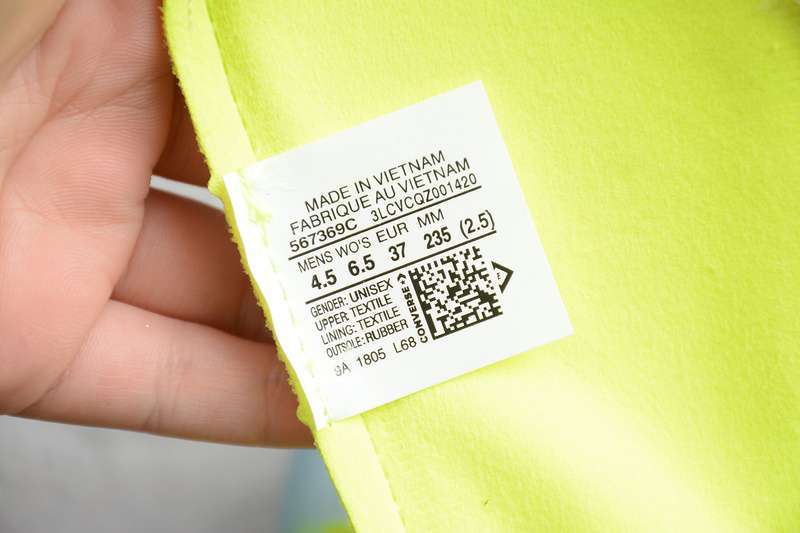 MADE IN VIETNAM
FABRIQUE AU VIETNAM
567369C 3LCVCQZ001420
MENS WO'S EUR MM
4.5 6.5 37 235 (2.5)
GENDER: UNISEX
UPPER: TEXTILE
LINING: TEXTILE
OUTSOLE: RUBBER
CONVERSE
1805 L68